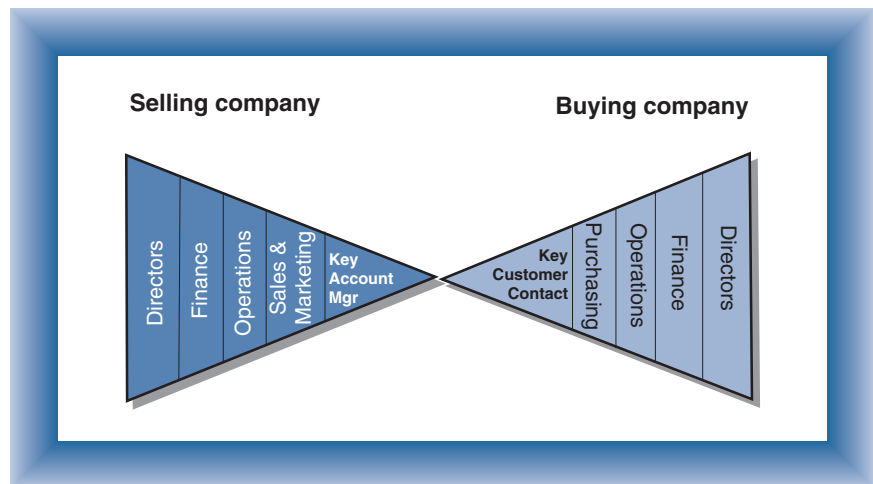 Selling company
Buying company
Directors
Finance
Operations
Sales &
Marketing
Key
Account
Mgr
Key
Customer
Contact
Purchasing
Operations
Finance
Directors